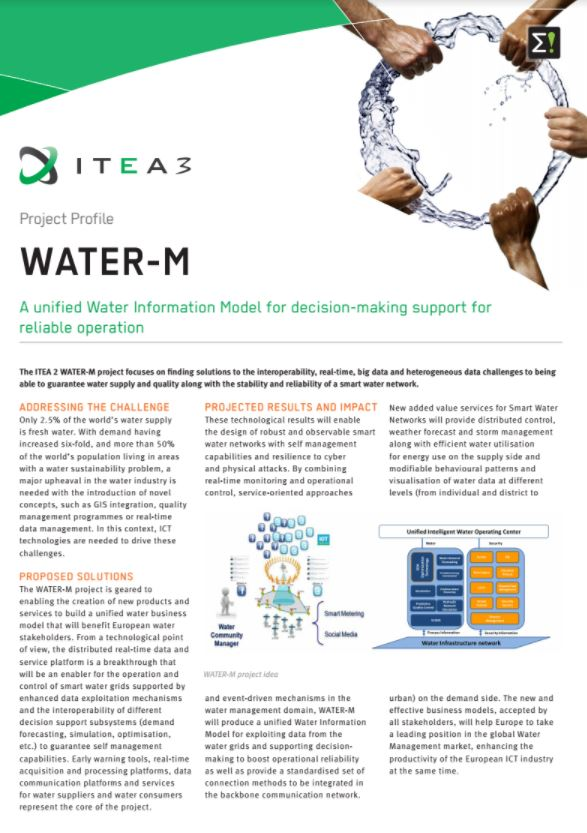 Σ!
ITEA3
Project Profile
WATER-M
A unified Water Information Model for decision-making support for
reliable operation
The ITEA 2 WATER-M project focuses on finding solutions to the interoperability, real-time, big data and heterogeneous data challenges to being
able to guarantee water supply and quality along with the stability and reliability of a smart water network.
ADDRESSING THE CHALLENGE
Only 2.5% of the world's water supply
is fresh water. With demand having
increased six-fold, and more than 50%
of the world's population living in areas
with a water sustainability problem, a
major upheaval in the water industry is
needed with the introduction of novel
concepts, such as GIS integration, quality
management programmes or real-time
data management. In this context, ICT
technologies are needed to drive these
challenges.
PROPOSED SOLUTIONS
The WATER-M project is geared to
enabling the creation of new products and
services to build a unified water business
model that will benefit European water
stakeholders. From a technological point
of view, the distributed real-time data and
service platform is a breakthrough that
will be an enabler for the operation and
control of smart water grids supported by
enhanced data exploitation mechanisms
and the interoperability of different
decision support subsystems (demand
forecasting, simulation, optimisation,
etc.) to guarantee self management
capabilities. Early warning tools, real-time
acquisition and processing platforms, data
communication platforms and services
for water suppliers and water consumers
represent the core of the project.
PROJECTED RESULTS AND IMPACT
These technological results will enable
the design of robust and observable smart
water networks with self management
capabilities and resilience to cyber
and physical attacks. By combining
real-time monitoring and operational
control, service-oriented approaches
IOT
Water
Community
Manager
Smart Metering
Social Media
WATER-M project idea
and event-driven mechanisms in the
water management domain, WATER-M
will produce a unified Water Information
Model for exploiting data from the
water grids and supporting decision-
making to boost operational reliability
as well as provide a standardised set of
connection methods to be integrated in
the backbone communication network.
New added value services for Smart Water
Networks will provide distributed control,
weather forecast and storm management
along with efficient water utilisation
for energy use on the supply side and
modifiable behavioural patterns and
visualisation of water data at different
levels (from individual and district to
Unified Intelligent Water Operating Center
Water
Security
Process Information
Security Information
Water Infrastructure network
urban) on the demand side. The new and
effective business models, accepted by
all stakeholders, will help Europe to take
a leading position in the global Water
Management market, enhancing the
productivity of the European ICT industry
at the same time.